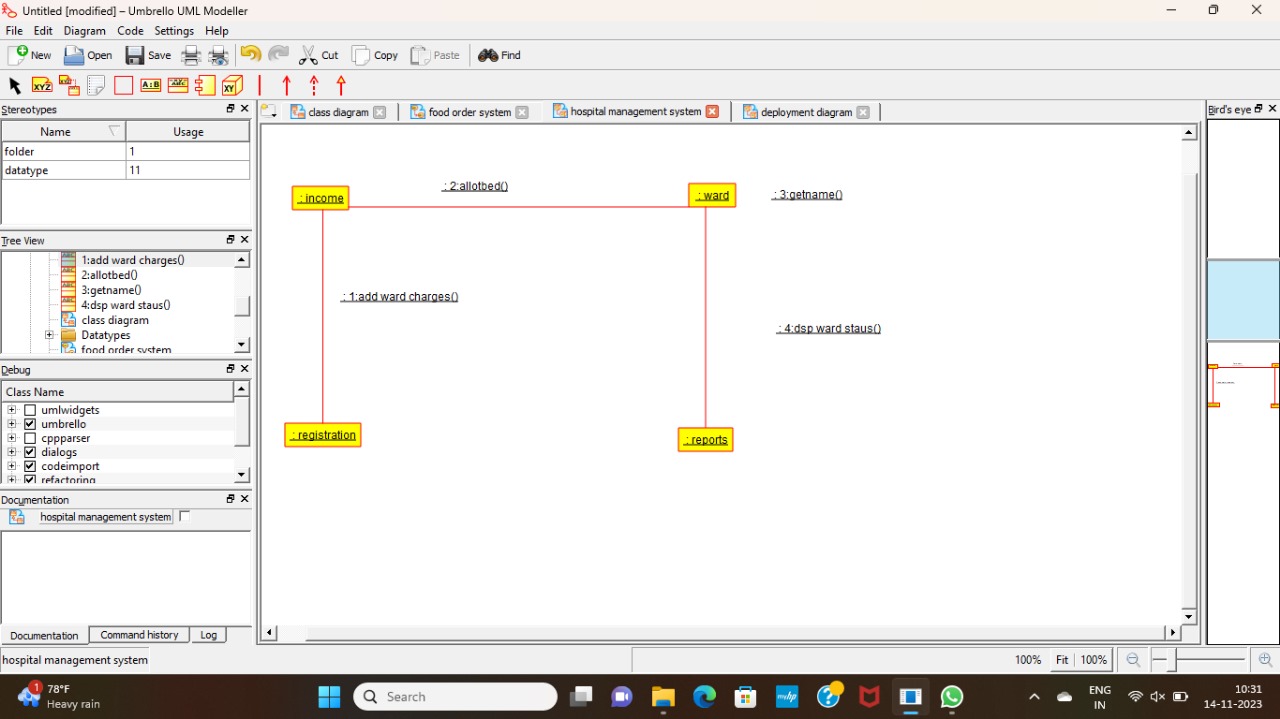 Untitled [modified] – Umbrello UML Modeller
File Edit Diagram Code Settings Help
New Open Save Cut Copy Paste Find
XYZ A:B ABC XY
Stereotypes
Name Usage
folder 1
datatype 11
Tree View
1:add ward charges()
2:allotbed()
3:getname()
4:dsp ward staus()
class diagram
Datatypes
food order system
Debug
Class Name
umlwidgets
umbrello
cppparser
dialogs
codeimport
refactoring
Documentation
hospital management system
Documentation Command history Log
class diagram food order system hospital management system deployment diagram
: income
: 2:allotbed()
: ward
: 3:getname()
: 1:add ward charges()
: 4:dsp ward staus()
: registration
: reports
Bird's eye
hospital management system
100% Fit 100%
1
78°F
Heavy rain
Search
myhp
ENG
IN
10:31
14-11-2023